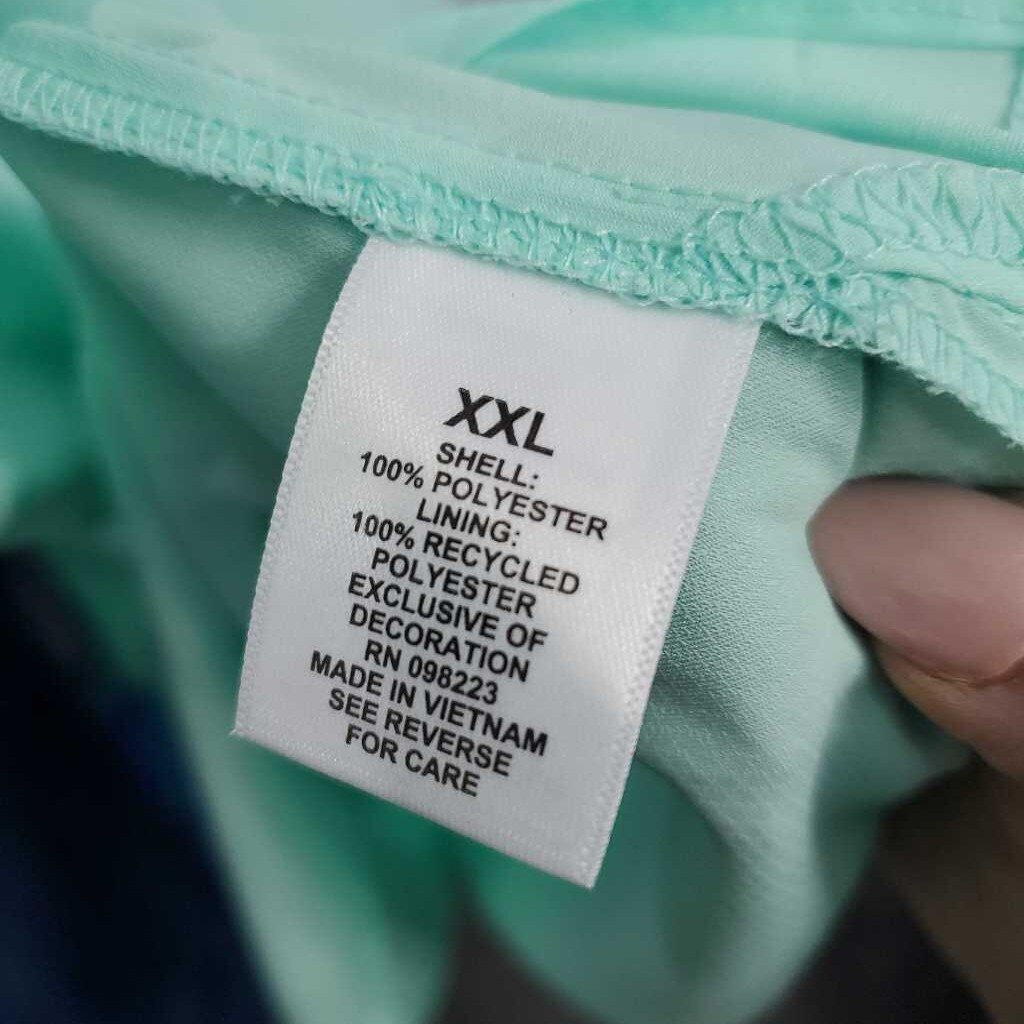 XXL
SHELL:
100% POLYESTER
LINING:
100% RECYCLED
POLYESTER
EXCLUSIVE OF
DECORATION
RN 098223
MADE IN VIETNAM
SEE REVERSE
FOR CARE